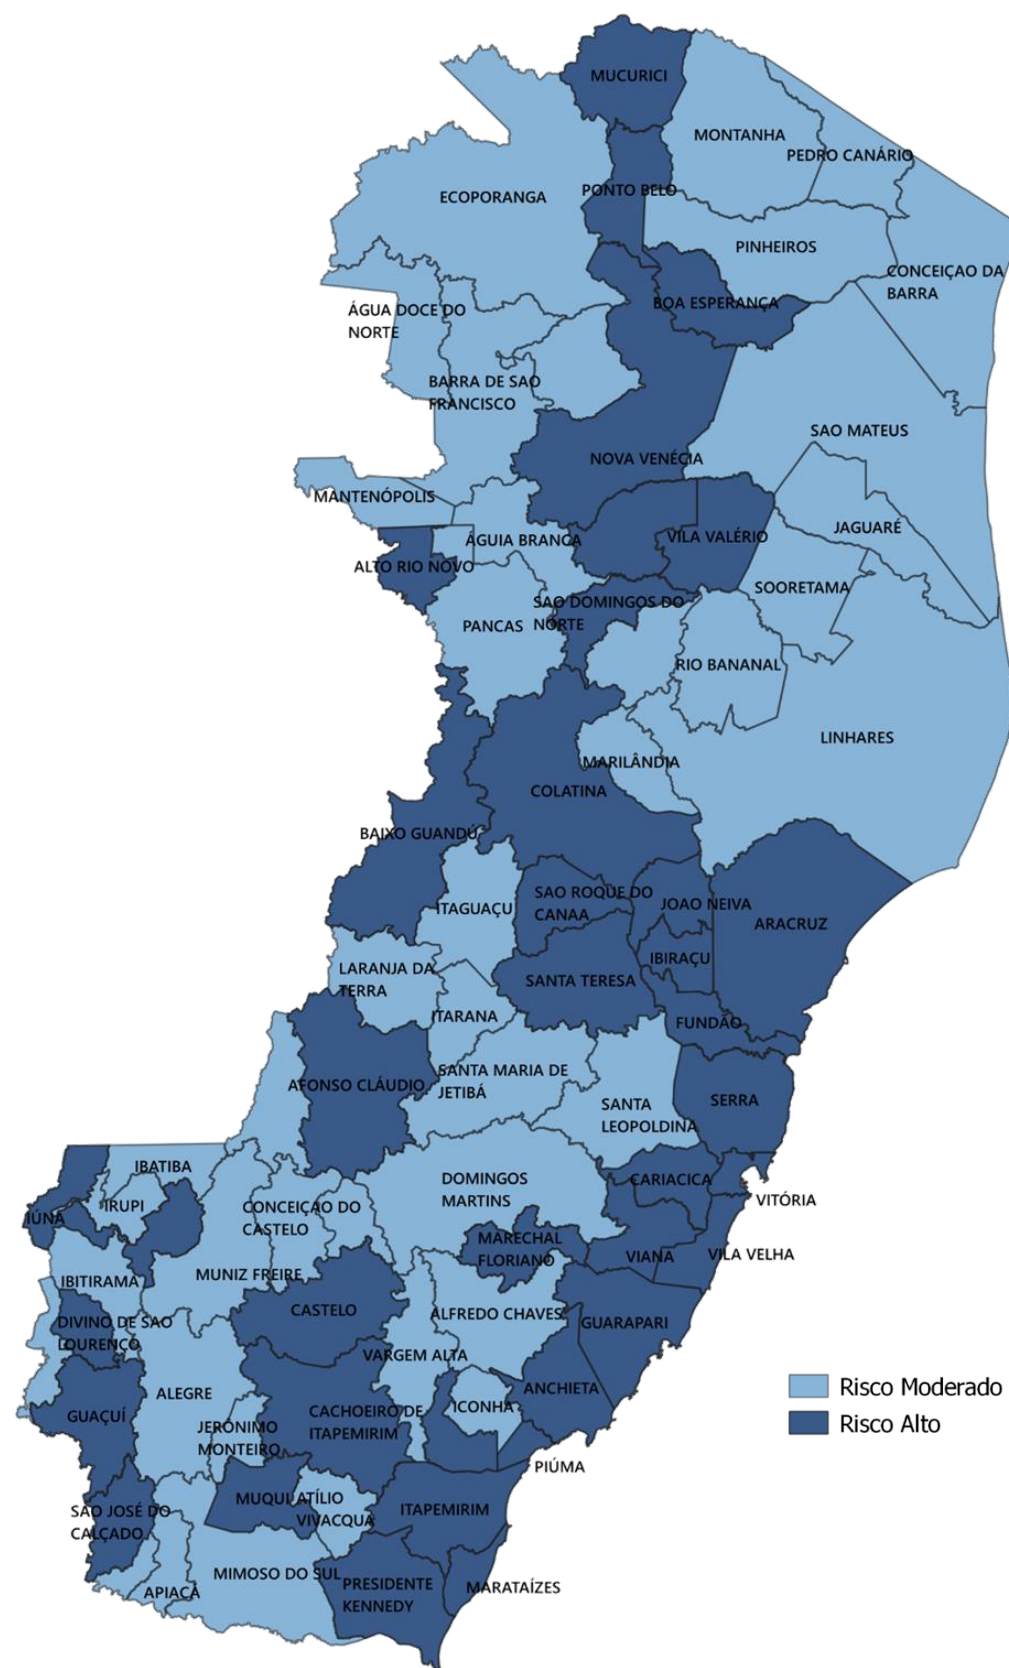 MUCURICI
MONTANHA
PEDRO CANÁRIO
PONTO BELO
ECOPORANGA
PINHEIROS
CONCEIÇAO DA
BARRA
BOA ESPERANÇA
ÁGUA DOCE DO
NORTE
BARRA DE SAO
FRANCISCO
SAO MATEUS
NOVA VENÉCIA
MANTENÓPOLIS
JAGUARÉ
VILA VALÉRIO
ÁGUIA BRANCA
ALTO RIO NOVO
SOORETAMA
SAO DOMINGOS DO
NORTE
PANCAS
RIO BANANAL
LINHARES
MARILÂNDIA
COLATINA
BAIXO GUANDÚ
SAO ROQUE DO
CANAA
JOAO NEIVA
ITAGUAÇU
ARACRUZ
IBIRAÇU
LARANJA DA
TERRA
SANTA TERESA
ITARANA
FUNDÃO
SANTA MARIA DE
JETIBÁ
AFONSO CLÁUDIO
SERRA
SANTA
LEOPOLDINA
IBATIBA
DOMINGOS
MARTINS
CARIACICA
VITÓRIA
IRUPI
CONCEIÇAO DO
CASTELO
IÚNA
MARECHAL
FLORIANO
VIANA
VILA VELHA
MUNIZ FREIRE
IBITIRAMA
CASTELO
ALFREDO CHAVES
GUARAPARI
DIVINO DE SAO
LOURENÇO
VARGEM ALTA
Risco Moderado
ANCHIETA
ALEGRE
ICONHA
GUAÇUÍ
CACHOEIRO DE
ITAPEMIRIM
Risco Alto
JERÔNIMO
MONTEIRO
PIÚMA
MUQUI
ATÍLIO
VIVACQUA
ITAPEMIRIM
SAO JOSÉ DO
CALÇADO
MIMOSO DO SUL
PRESIDENTE
KENNEDY
MARATAÍZES
APIACÁ